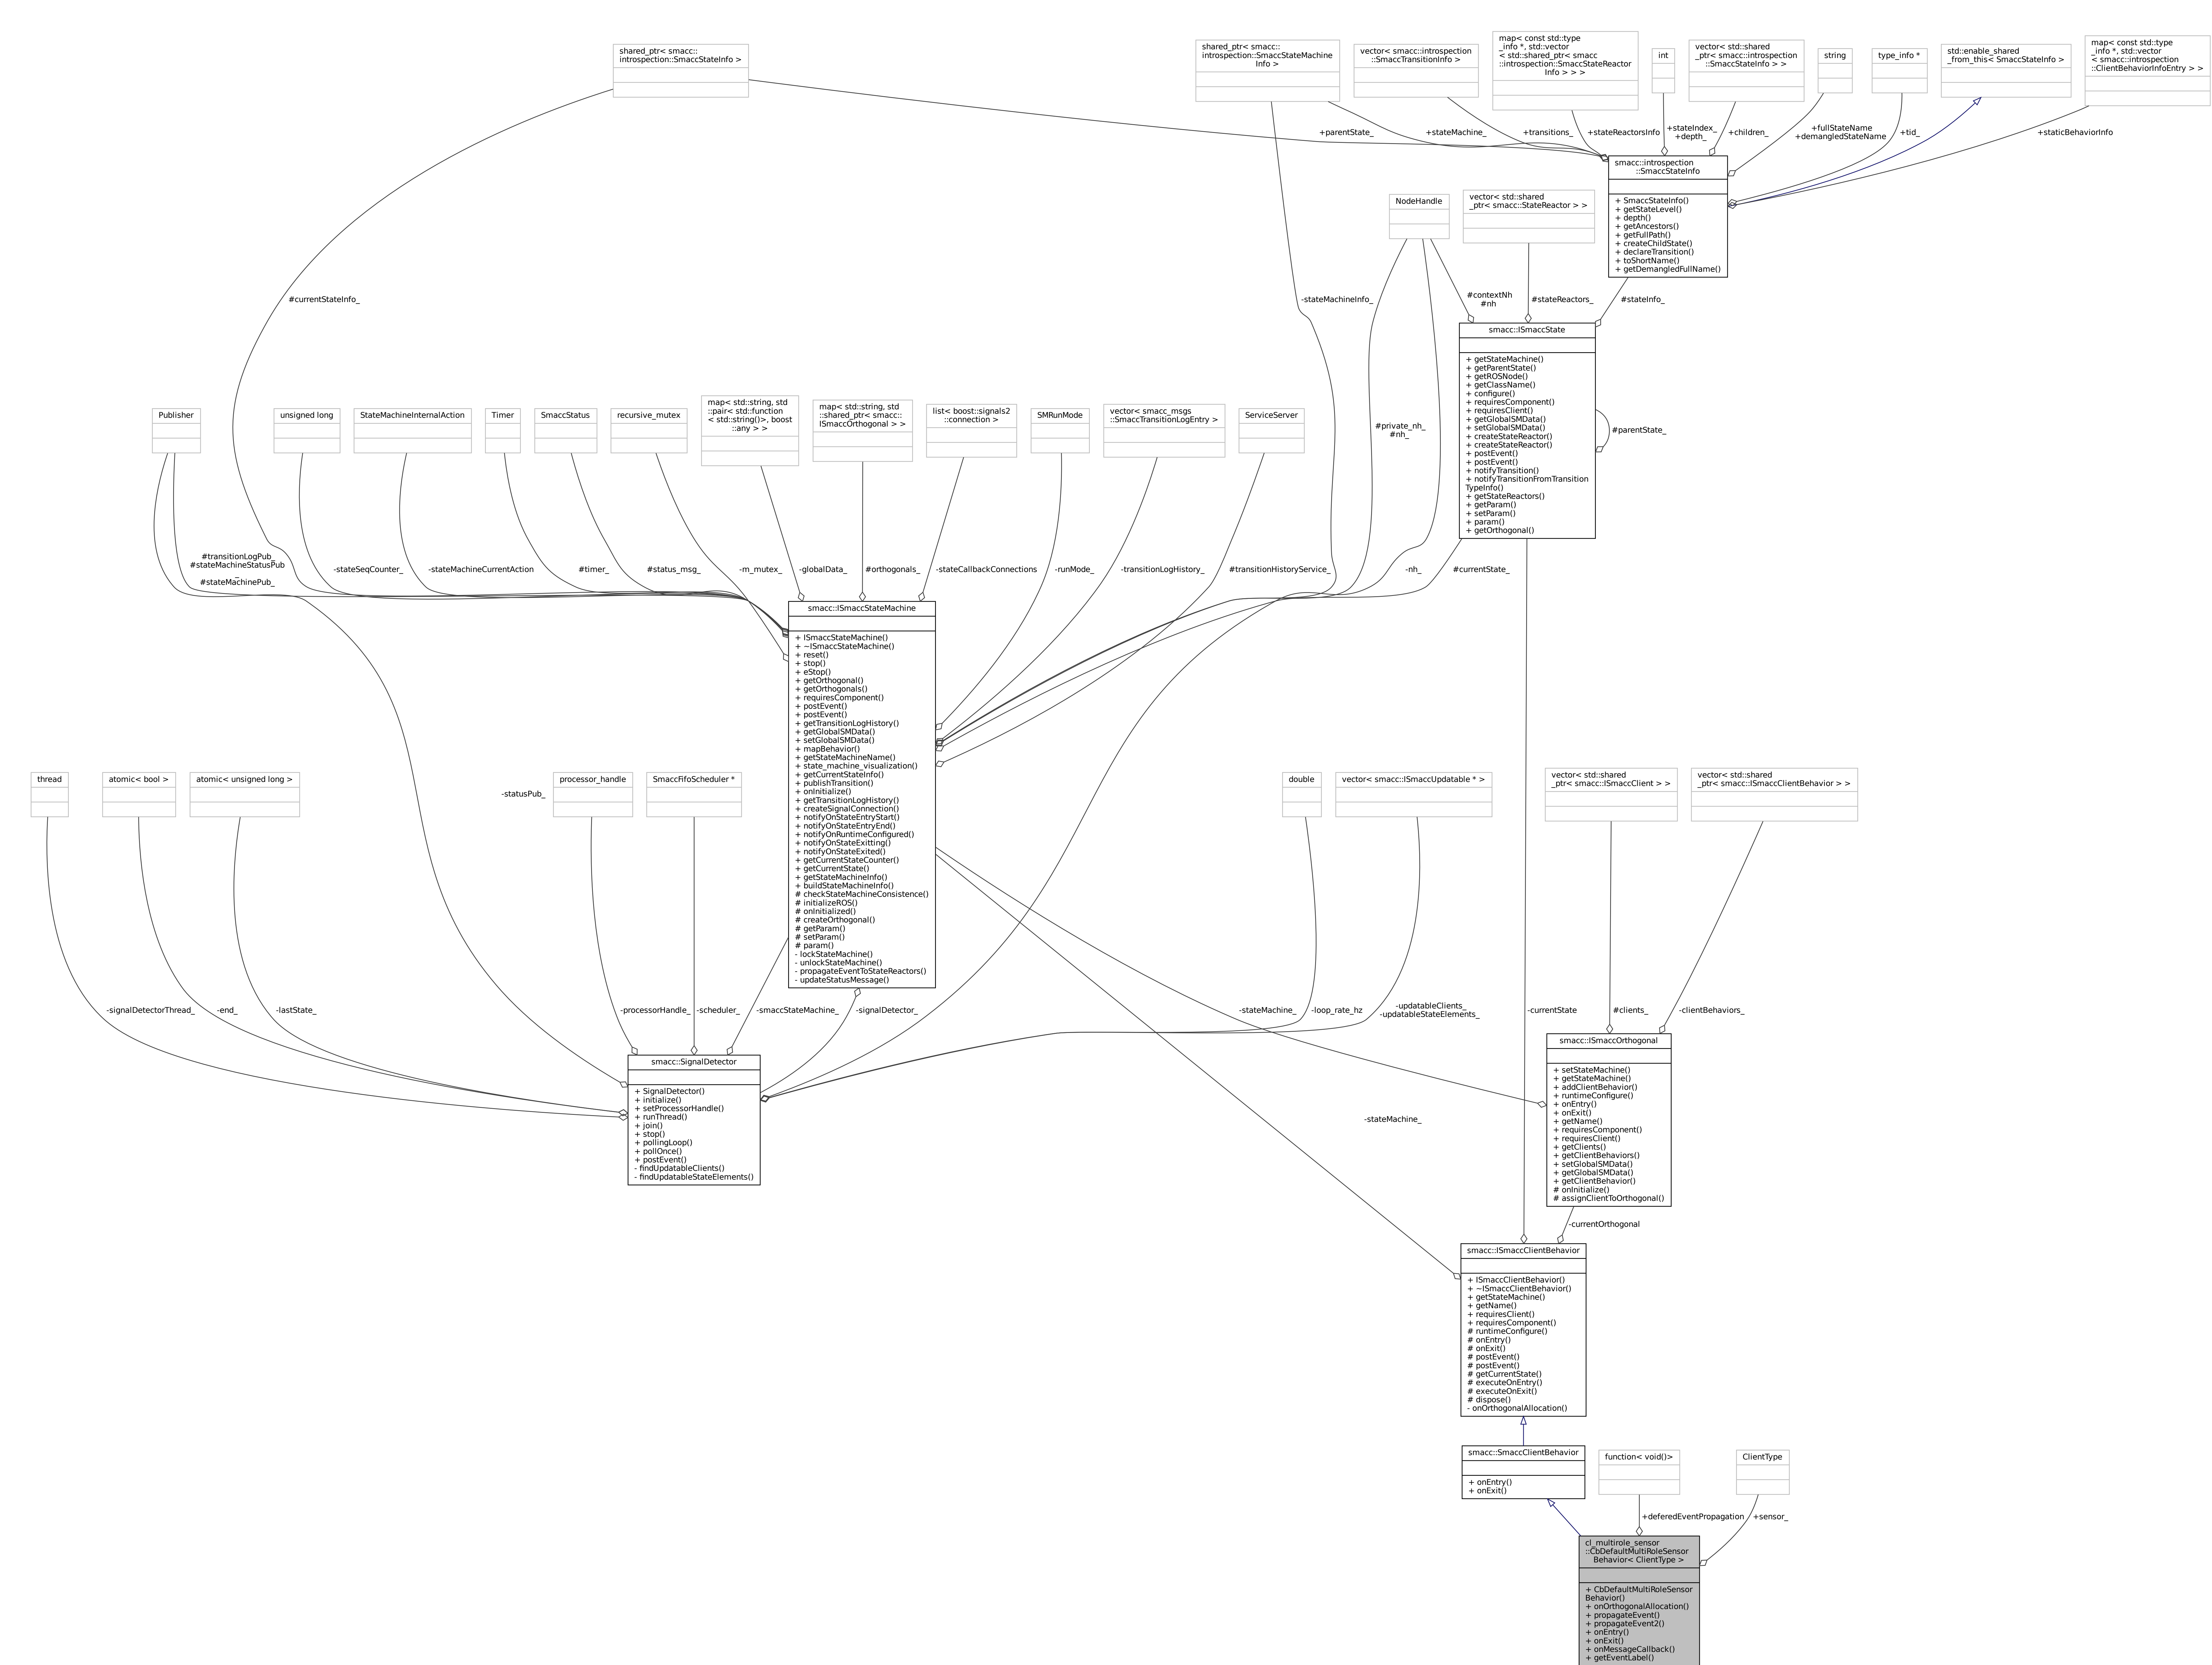 shared_ptr< smacc::
introspection::SmaccStateInfo >
shared_ptr< smacc::
introspection::SmaccStateMachine
Info >
vector< smacc::introspection
::SmaccTransitionInfo >
map< const std::type
_info *, std::vector
< std::shared_ptr< smacc
::introspection::SmaccStateReactor
Info > > >
int
vector< std::shared
_ptr< smacc::introspection
::SmaccStateInfo > >
string
type_info *
std::enable_shared
_from_this< SmaccStateInfo >
map< const std::type
_info *, std::vector
< smacc::introspection
::ClientBehaviorInfoEntry > >
+parentState_
+stateMachine_
+transitions_
+stateReactorsInfo
+stateIndex_
+depth_
+children_
+fullStateName
+demangledStateName
+tid_
+staticBehaviorInfo
smacc::introspection
::SmaccStateInfo
+ SmaccStateInfo()
+ getStateLevel()
+ depth()
+ getAncestors()
+ getFullPath()
+ createChildState()
+ declareTransition()
+ toShortName()
+ getDemangledFullName()
NodeHandle
vector< std::shared
_ptr< smacc::StateReactor > >
#currentStateInfo_
-stateMachineInfo_
#contextNh
#nh
#stateReactors_
#stateInfo_
smacc::ISmaccState
+ getStateMachine()
+ getParentState()
+ getROSNode()
+ getClassName()
+ configure()
+ requiresComponent()
+ requiresClient()
+ getGlobalSMData()
+ setGlobalSMData()
+ createStateReactor()
+ createStateReactor()
+ postEvent()
+ postEvent()
+ notifyTransition()
+ notifyTransitionFromTransition
TypeInfo()
+ getStateReactors()
+ getParam()
+ setParam()
+ param()
+ getOrthogonal()
#parentState_
#private_nh_
#nh_
Publisher
unsigned long
StateMachineInternalAction
Timer
SmaccStatus
recursive_mutex
map< std::string, std
::pair< std::function
< std::string()>, boost
::any > >
map< std::string, std
::shared_ptr< smacc::
ISmaccOrthogonal > >
list< boost::signals2
::connection >
SMRunMode
vector< smacc_msgs
::SmaccTransitionLogEntry >
ServiceServer
#transitionLogPub_
#stateMachineStatusPub
_
#stateMachinePub_
-stateSeqCounter_
-stateMachineCurrentAction
#timer_
#status_msg_
-m_mutex_
-globalData_
#orthogonals_
-stateCallbackConnections
-runMode_
-transitionLogHistory_
#transitionHistoryService_
-nh_
#currentState_
smacc::ISmaccStateMachine
+ ISmaccStateMachine()
+ ~ISmaccStateMachine()
+ reset()
+ stop()
+ eStop()
+ getOrthogonal()
+ getOrthogonals()
+ requiresComponent()
+ postEvent()
+ postEvent()
+ getTransitionLogHistory()
+ getGlobalSMData()
+ setGlobalSMData()
+ mapBehavior()
+ getStateMachineName()
+ state_machine_visualization()
+ getCurrentStateInfo()
+ publishTransition()
+ onInitialize()
+ getTransitionLogHistory()
+ createSignalConnection()
+ notifyOnStateEntryStart()
+ notifyOnStateEntryEnd()
+ notifyOnRuntimeConfigured()
+ notifyOnStateExitting()
+ notifyOnStateExited()
+ getCurrentStateCounter()
+ getCurrentState()
+ getStateMachineInfo()
+ buildStateMachineInfo()
# checkStateMachineConsistence()
# initializeROS()
# onInitialized()
# createOrthogonal()
# getParam()
# setParam()
# param()
- lockStateMachine()
- unlockStateMachine()
- propagateEventToStateReactors()
- updateStatusMessage()
thread
atomic< bool >
atomic< unsigned long >
-statusPub_
processor_handle
SmaccFifoScheduler *
double
vector< smacc::ISmaccUpdatable * >
vector< std::shared
_ptr< smacc::ISmaccClient > >
vector< std::shared
_ptr< smacc::ISmaccClientBehavior > >
-signalDetectorThread_
-end_
-lastState_
-processorHandle_
-scheduler_
-smaccStateMachine_
-signalDetector_
-stateMachine_
-loop_rate_hz
-updatableClients_
-updatableStateElements_
-currentState
#clients_
-clientBehaviors_
smacc::SignalDetector
+ SignalDetector()
+ initialize()
+ setProcessorHandle()
+ runThread()
+ join()
+ stop()
+ pollingLoop()
+ pollOnce()
+ postEvent()
- findUpdatableClients()
- findUpdatableStateElements()
smacc::ISmaccOrthogonal
+ setStateMachine()
+ getStateMachine()
+ addClientBehavior()
+ runtimeConfigure()
+ onEntry()
+ onExit()
+ getName()
+ requiresComponent()
+ requiresClient()
+ getClients()
+ getClientBehaviors()
+ setGlobalSMData()
+ getGlobalSMData()
+ getClientBehavior()
# onInitialize()
# assignClientToOrthogonal()
-stateMachine_
-currentOrthogonal
smacc::ISmaccClientBehavior
+ ISmaccClientBehavior()
+ ~ISmaccClientBehavior()
+ getStateMachine()
+ getName()
+ requiresClient()
+ requiresComponent()
# runtimeConfigure()
# onEntry()
# onExit()
# postEvent()
# postEvent()
# getCurrentState()
# executeOnEntry()
# executeOnExit()
# dispose()
- onOrthogonalAllocation()
smacc::SmaccClientBehavior
+ onEntry()
+ onExit()
function< void()>
ClientType
+deferedEventPropagation
+sensor_
cl_multirole_sensor
::CbDefaultMultiRoleSensor
Behavior< ClientType >
+ CbDefaultMultiRoleSensor
Behavior()
+ onOrthogonalAllocation()
+ propagateEvent()
+ propagateEvent2()
+ onEntry()
+ onExit()
+ onMessageCallback()
+ getEventLabel()